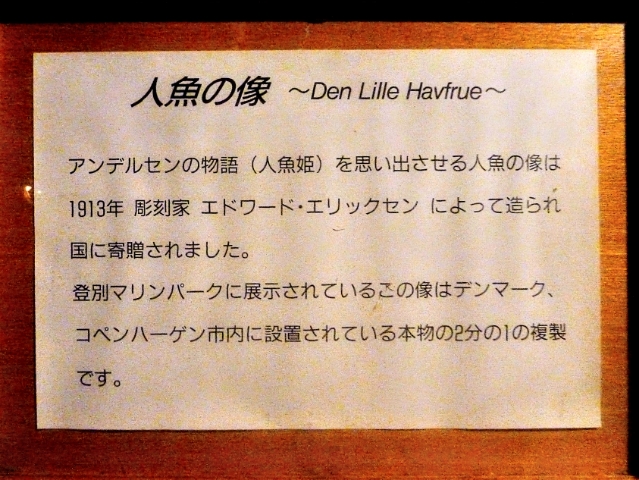 人魚の像 ～Den Lille Havfrue～
アンデルセンの物語（人魚姫）を思い出させる人魚の像は
1913年 彫刻家 エドワード・エリックセン によって造られ
国に寄贈されました。
登別マリンパークに展示されているこの像はデンマーク、
コペンハーゲン市内に設置されている本物の2分の1の複製
です。